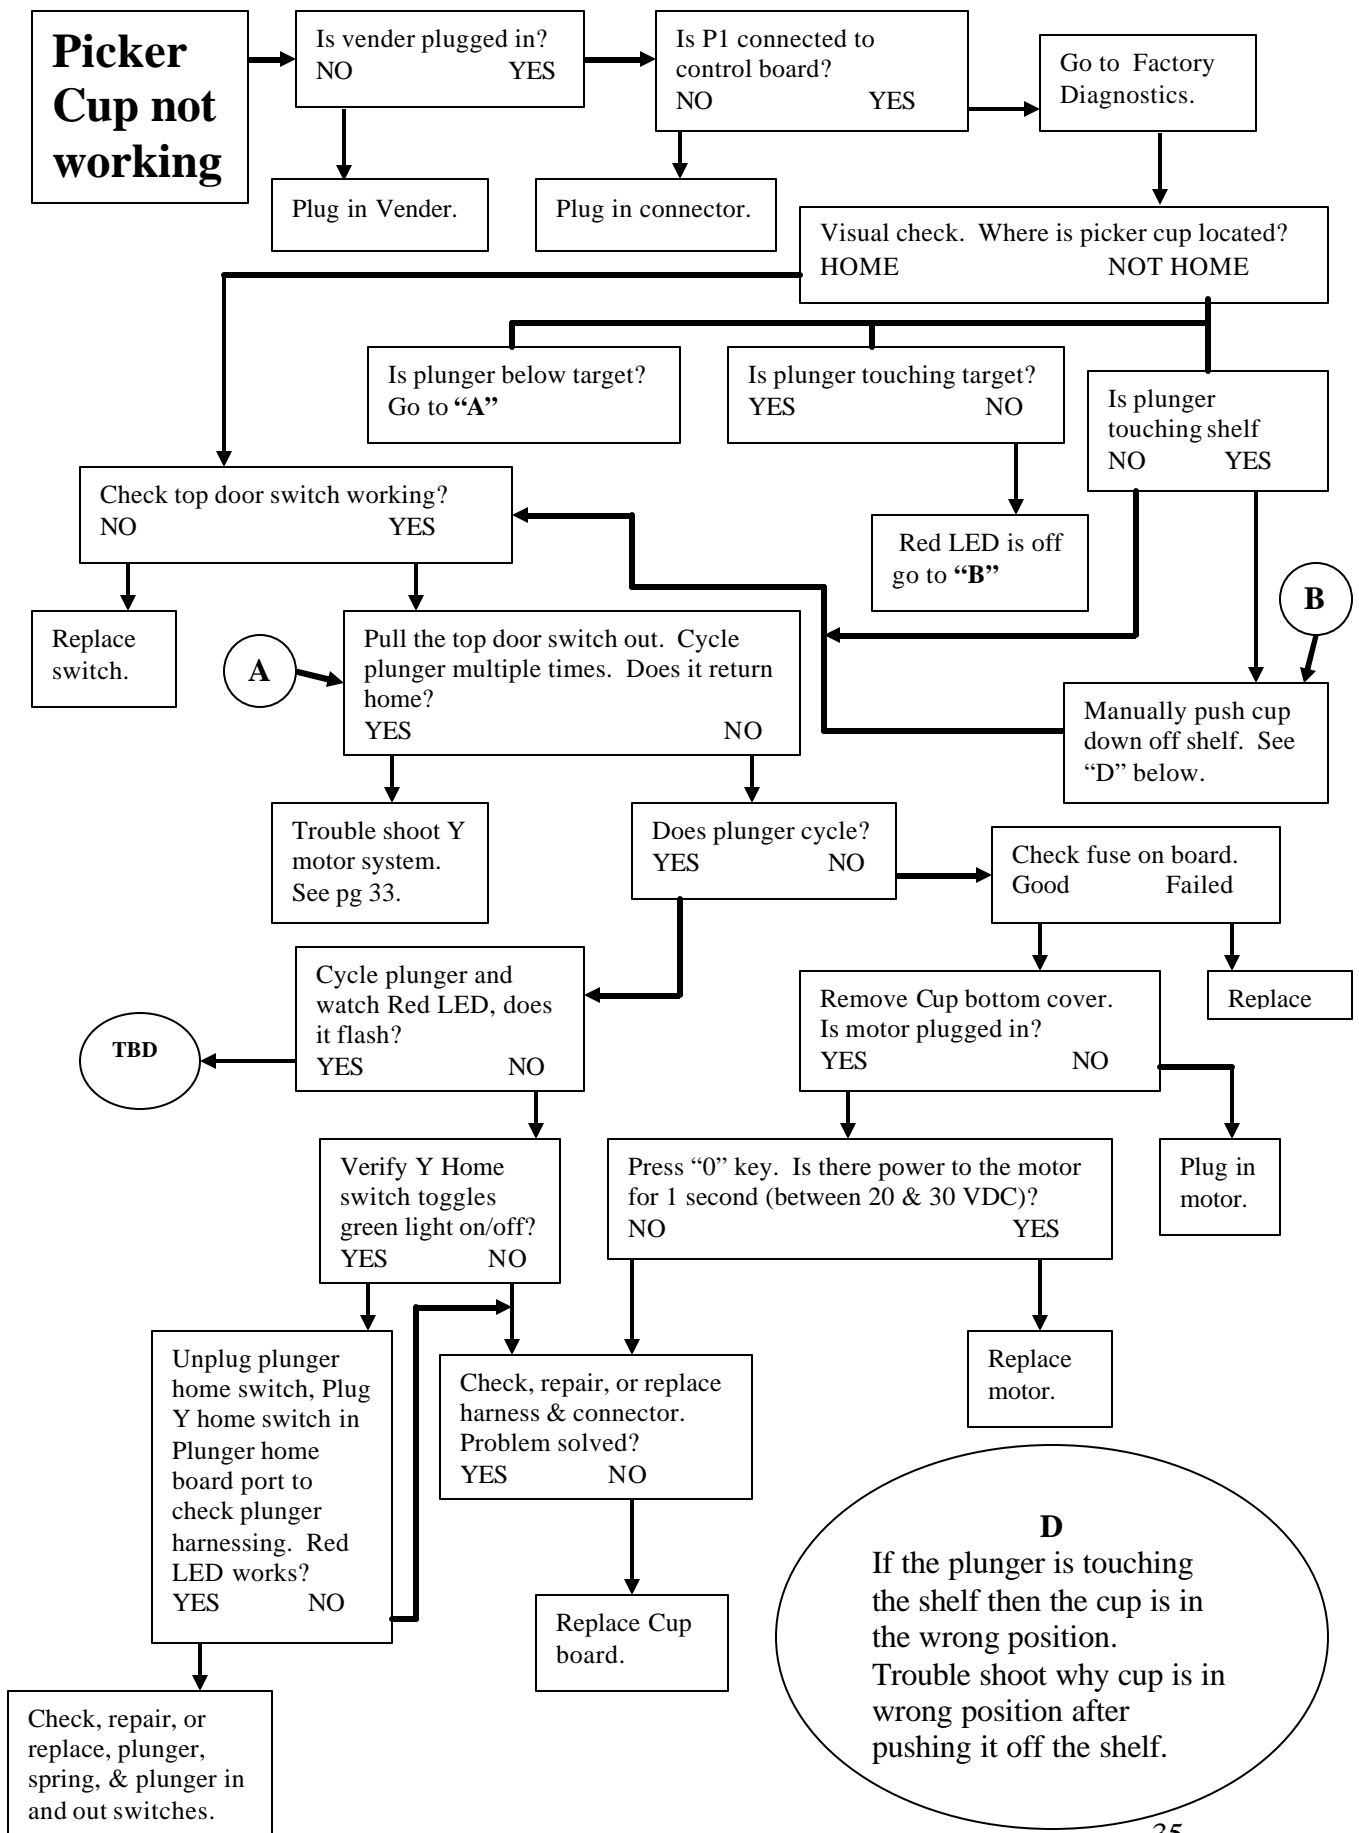 Picker
Cup not
working
Is vender plugged in?
NO YES
Is P1 connected to
control board?
NO YES
Go to Factory
Diagnostics.
Plug in Vender.
Plug in connector.
Visual check. Where is picker cup located?
HOME NOT HOME
Is plunger below target?
Go to “A”
Is plunger touching target?
YES NO
Is plunger
touching shelf
NO YES
Check top door switch working?
NO YES
Red LED is off
go to “B”
B
Replace
switch.
A
Pull the top door switch out. Cycle
plunger multiple times. Does it return
home?
YES NO
Manually push cup
down off shelf. See
“D” below.
Trouble shoot Y
motor system.
See pg 33.
Does plunger cycle?
YES NO
Check fuse on board.
Good Failed
Cycle plunger and
watch Red LED, does
it flash?
YES NO
Remove Cup bottom cover.
Is motor plugged in?
YES NO
Replace
TBD
Verify Y Home
switch toggles
green light on/off?
YES NO
Press “0” key. Is there power to the motor
for 1 second (between 20 & 30 VDC)?
NO YES
Plug in
motor.
Unplug plunger
home switch, Plug
Y home switch in
Plunger home
board port to
check plunger
harnessing. Red
LED works?
YES NO
Check, repair, or replace
harness & connector.
Problem solved?
YES NO
Replace
motor.
Replace Cup
board.
D
If the plunger is touching
the shelf then the cup is in
the wrong position.
Trouble shoot why cup is in
wrong position after
pushing it off the shelf.
Check, repair, or
replace, plunger,
spring, & plunger in
and out switches.
35